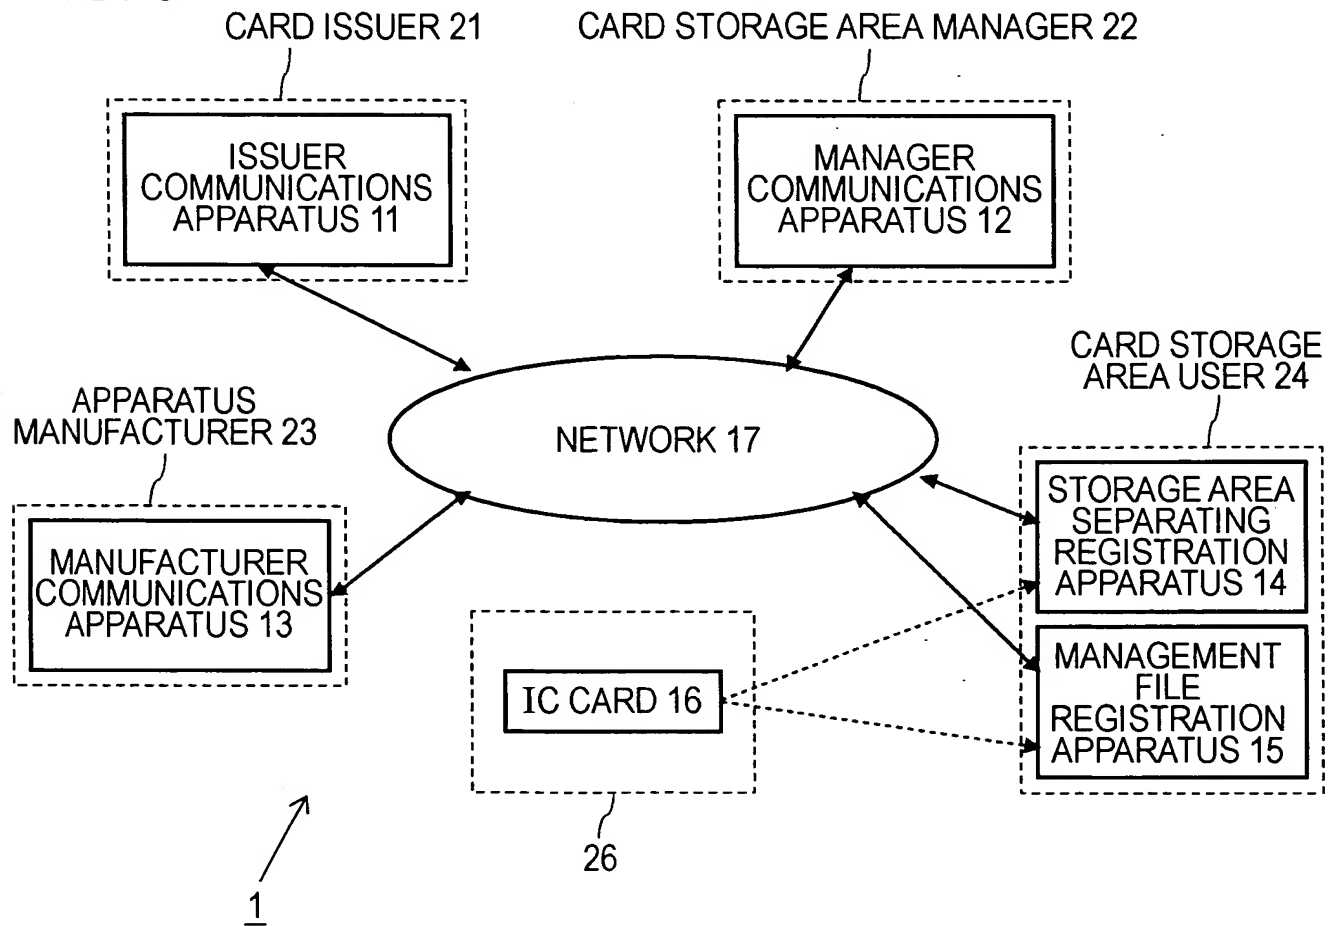 CARD ISSUER 21
CARD STORAGE AREA MANAGER 22
ISSUER
COMMUNICATIONS
APPARATUS 11
MANAGER
COMMUNICATIONS
APPARATUS 12
CARD STORAGE
AREA USER 24
APPARATUS
MANUFACTURER 23
NETWORK 17
STORAGE AREA
SEPARATING
REGISTRATION
APPARATUS 14
MANUFACTURER
COMMUNICATIONS
APPARATUS 13
MANAGEMENT
FILE
REGISTRATION
APPARATUS 15
IC CARD 16
26
1